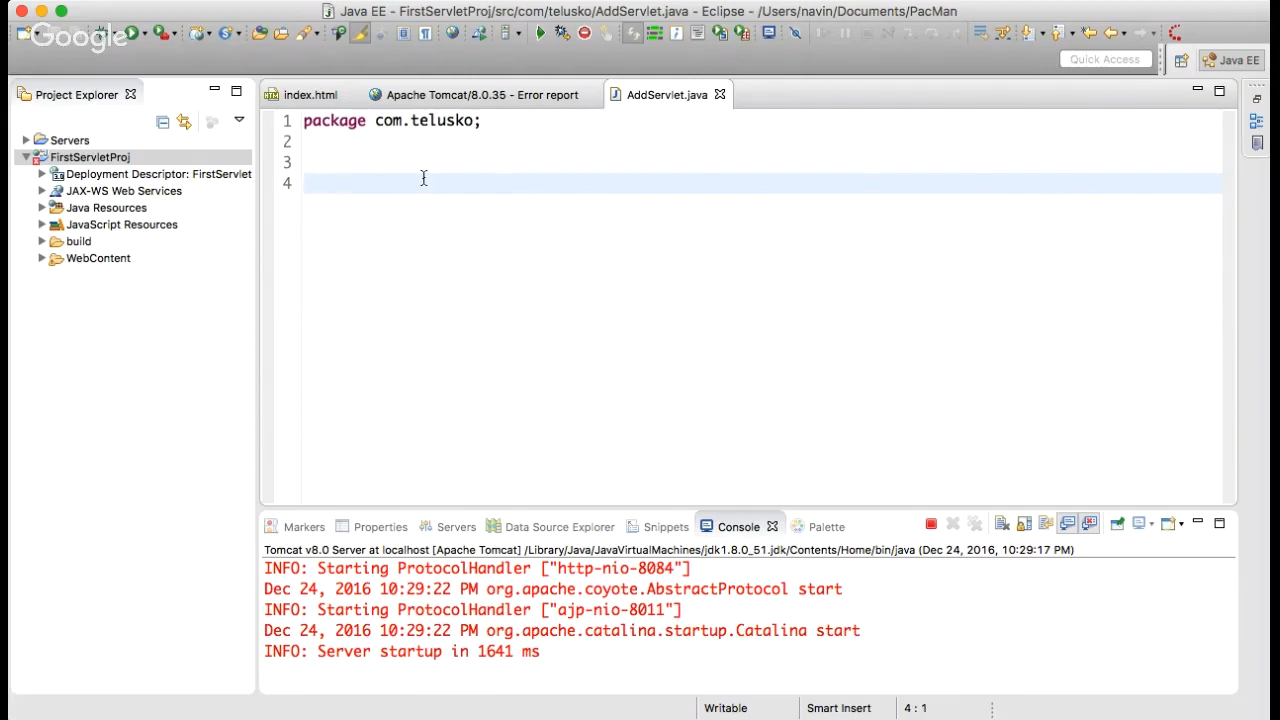 Java EE - FirstServletProj/src/com/telusko/AddServlet.java - Eclipse - /Users/navin/Documents/PacMan
Google
Quick Access
Java EE
Project Explorer
index.html
Apache Tomcat/8.0.35 - Error report
AddServlet.java
Servers
FirstServletProj
Deployment Descriptor: FirstServlet
JAX-WS Web Services
Java Resources
JavaScript Resources
build
WebContent
1 package com.telusko;
2
3
4
Markers
Properties
Servers
Data Source Explorer
Snippets
Console
Palette
Tomcat v8.0 Server at localhost [Apache Tomcat] /Library/Java/JavaVirtualMachines/jdk1.8.0_51.jdk/Contents/Home/bin/java (Dec 24, 2016, 10:29:17 PM)
INFO: Starting ProtocolHandler ["http-nio-8084"]
Dec 24, 2016 10:29:22 PM org.apache.coyote.AbstractProtocol start
INFO: Starting ProtocolHandler ["ajp-nio-8011"]
Dec 24, 2016 10:29:22 PM org.apache.catalina.startup.Catalina start
INFO: Server startup in 1641 ms
Writable
Smart Insert
4 : 1